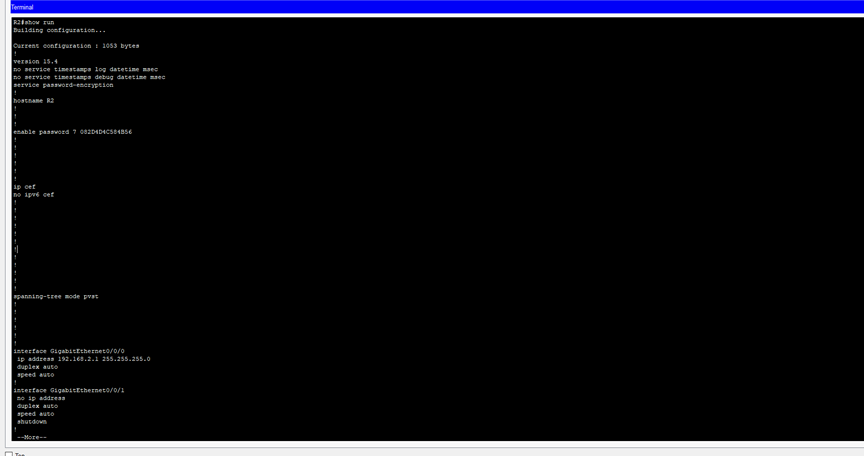 Terminal
R2#show run
Building configuration...
Current configuration : 1053 bytes
!
version 15.4
no service timestamps log datetime msec
no service timestamps debug datetime msec
service password-encryption
!
hostname R2
!
!
!
enable password 7 082D4D4C584B56
!
!
!
!
!
!
ip cef
no ipv6 cef
!
!
!
!
!
!
!
!
!
!
!
!
spanning-tree mode pvst
!
!
!
!
!
!
interface GigabitEthernet0/0/0
ip address 192.168.2.1 255.255.255.0
duplex auto
speed auto
!
interface GigabitEthernet0/0/1
no ip address
duplex auto
speed auto
shutdown
!
--More--